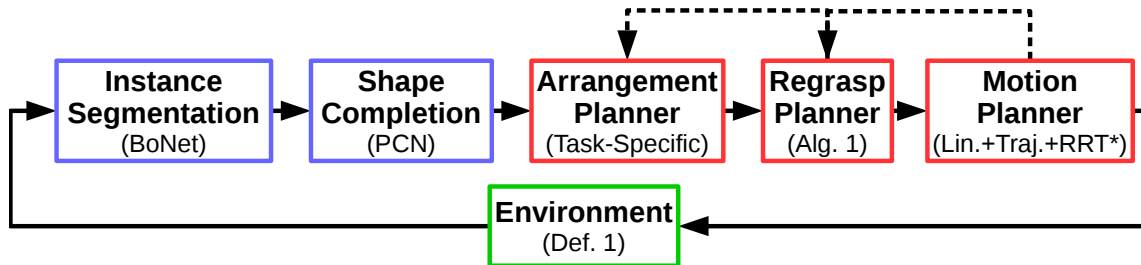 Instance
Segmentation
(BoNet)
Shape
Completion
(PCN)
Arrangement
Planner
(Task-Specific)
Regrasp
Planner
(Alg. 1)
Motion
Planner
(Lin.+Traj.+RRT*)
Environment
(Def. 1)